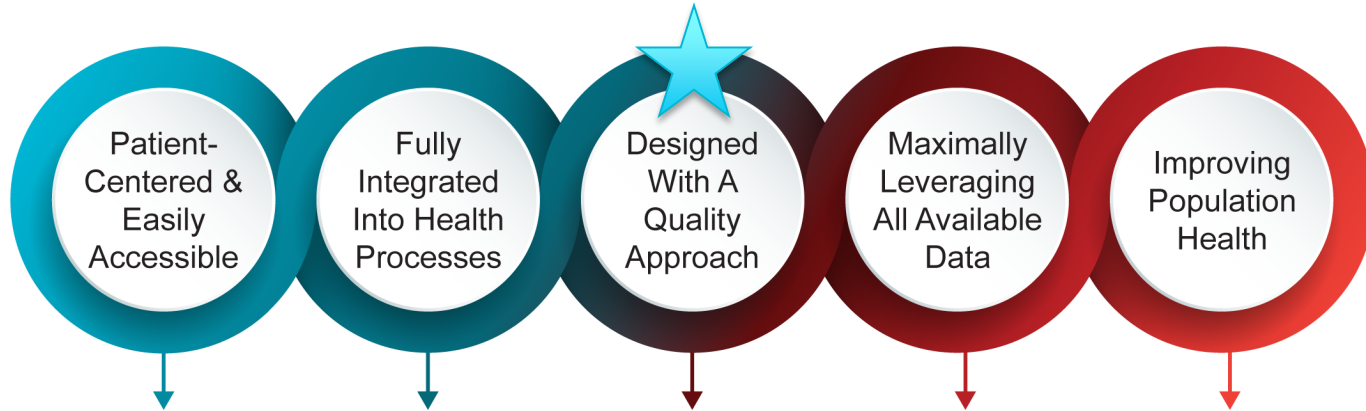 Patient-
Centered &
Easily
Accessible
Fully
Integrated
Into Health
Processes
Designed
With A
Quality
Approach
Maximally
Leveraging
All Available
Data
Improving
Population
Health